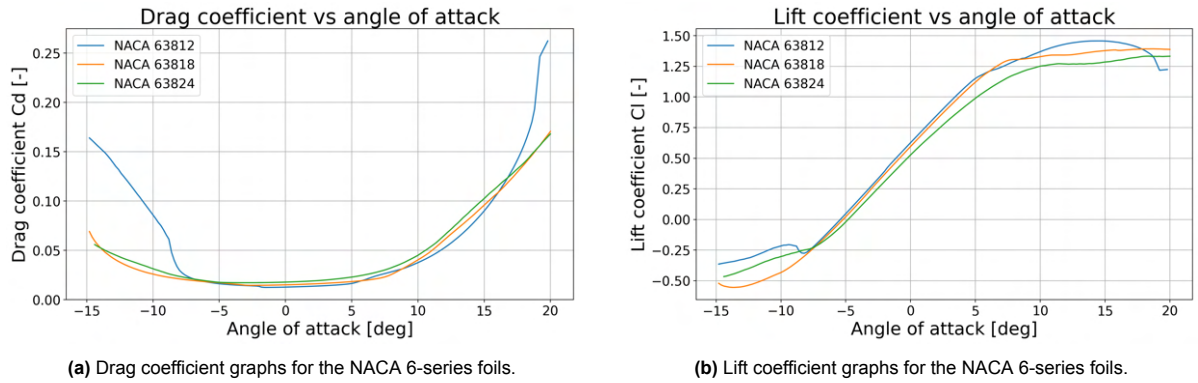 Drag coefficient vs angle of attack
Drag coefficient Cd [-]
0.25
0.20
0.15
0.10
0.05
0.00
NACA 63812
NACA 63818
NACA 63824
−15 −10 −5 0 5 10 15 20
Angle of attack [deg]
(a) Drag coefficient graphs for the NACA 6-series foils.
Lift coefficient vs angle of attack
Lift coefficient Cl [-]
1.50
1.25
1.00
0.75
0.50
0.25
0.00
−0.25
−0.50
NACA 63812
NACA 63818
NACA 63824
−15 −10 −5 0 5 10 15 20
Angle of attack [deg]
(b) Lift coefficient graphs for the NACA 6-series foils.